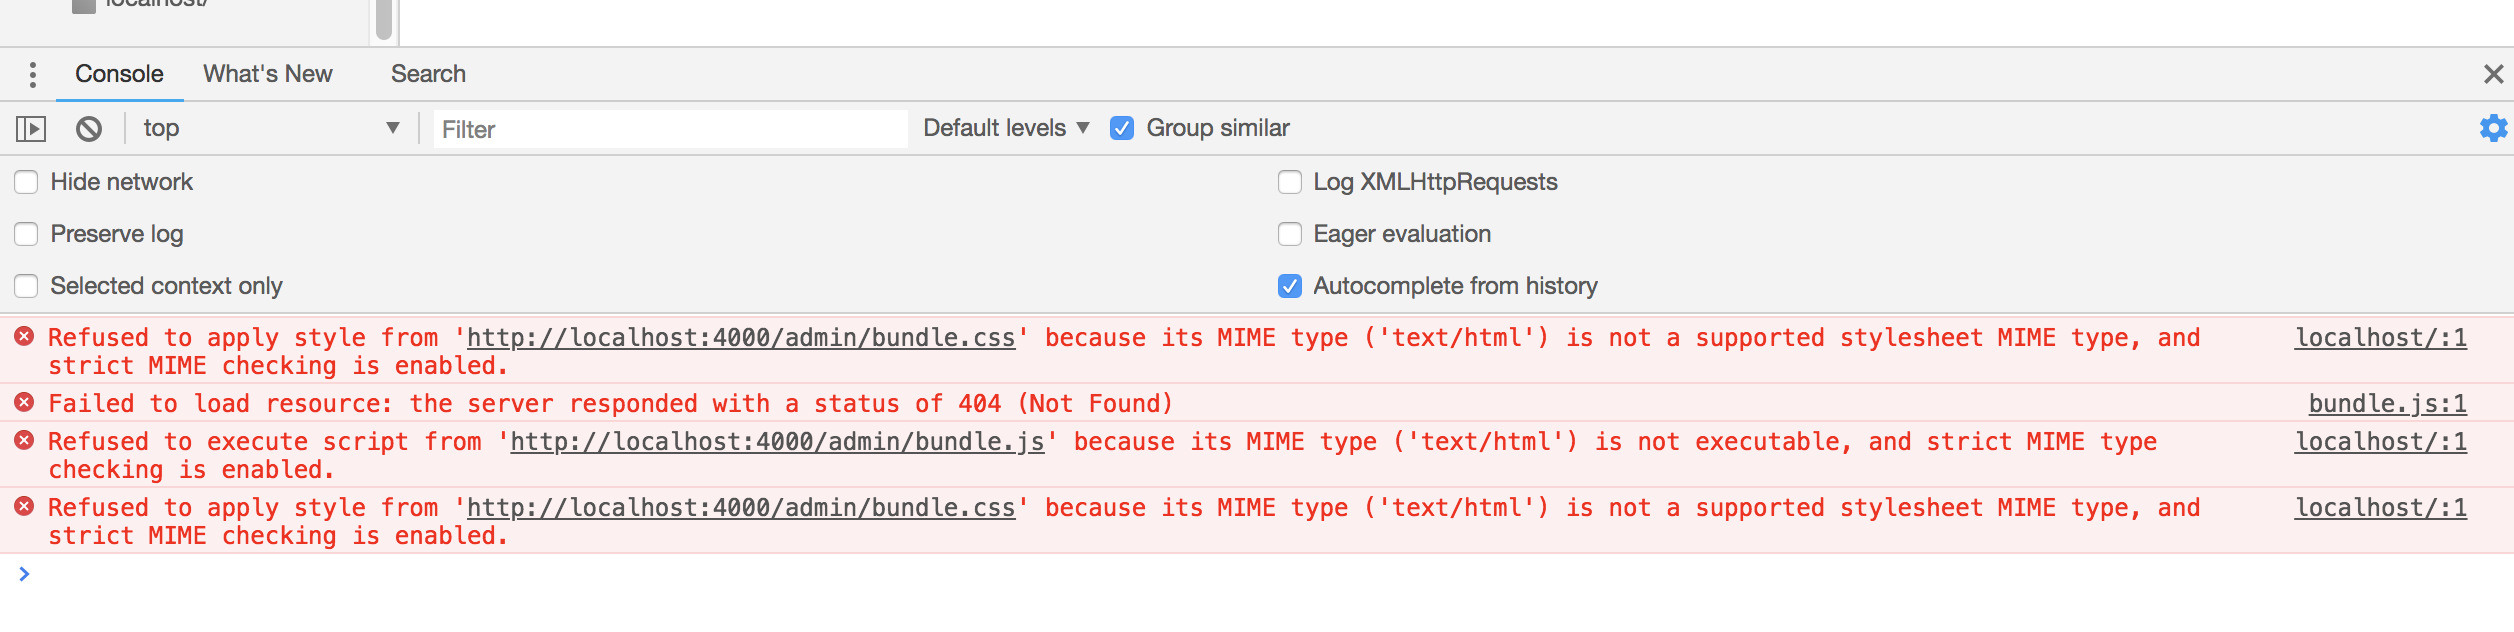 localhost/
Console What's New Search
top Filter Default levels Group similar
Hide network Log XMLHttpRequests
Preserve log Eager evaluation
Selected context only Autocomplete from history
Refused to apply style from 'http://localhost:4000/admin/bundle.css' because its MIME type ('text/html') is not a supported stylesheet MIME type, and localhost/:1
strict MIME checking is enabled.
Failed to load resource: the server responded with a status of 404 (Not Found) bundle.js:1
Refused to execute script from 'http://localhost:4000/admin/bundle.js' because its MIME type ('text/html') is not executable, and strict MIME type localhost/:1
checking is enabled.
Refused to apply style from 'http://localhost:4000/admin/bundle.css' because its MIME type ('text/html') is not a supported stylesheet MIME type, and localhost/:1
strict MIME checking is enabled.